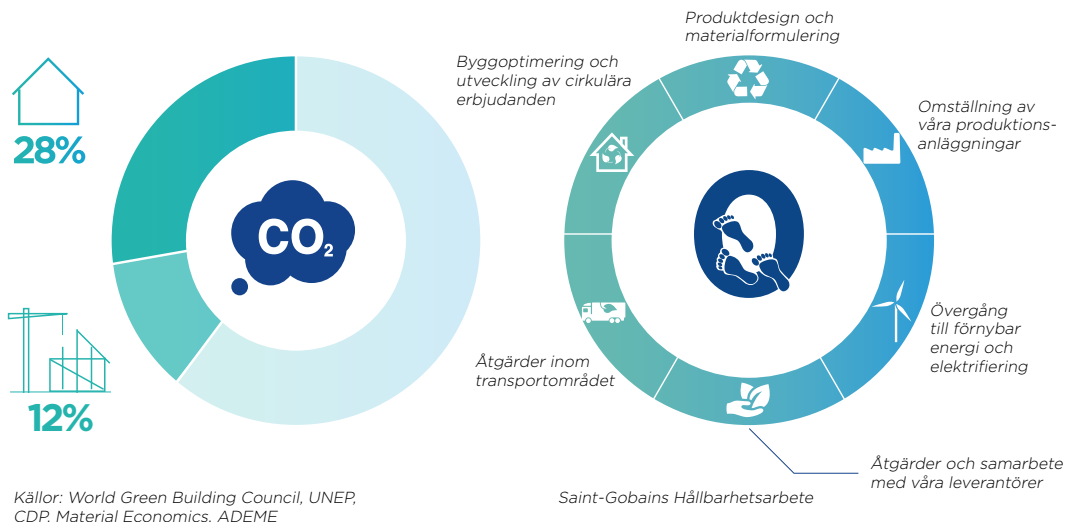 28%
12%
CO₂
Källor: World Green Building Council, UNEP,
CDP. Material Economics. ADEME
Produktdesign och
materialformulering
Byggoptimering och
utveckling av cirkulära
erbjudanden
Omställning av
våra produktions-
anläggningar
Övergång
till förnybar
energi och
elektrifiering
Åtgärder inom
transportområdet
Åtgärder och samarbete
med våra leverantörer
Saint-Gobains Hållbarhetsarbete